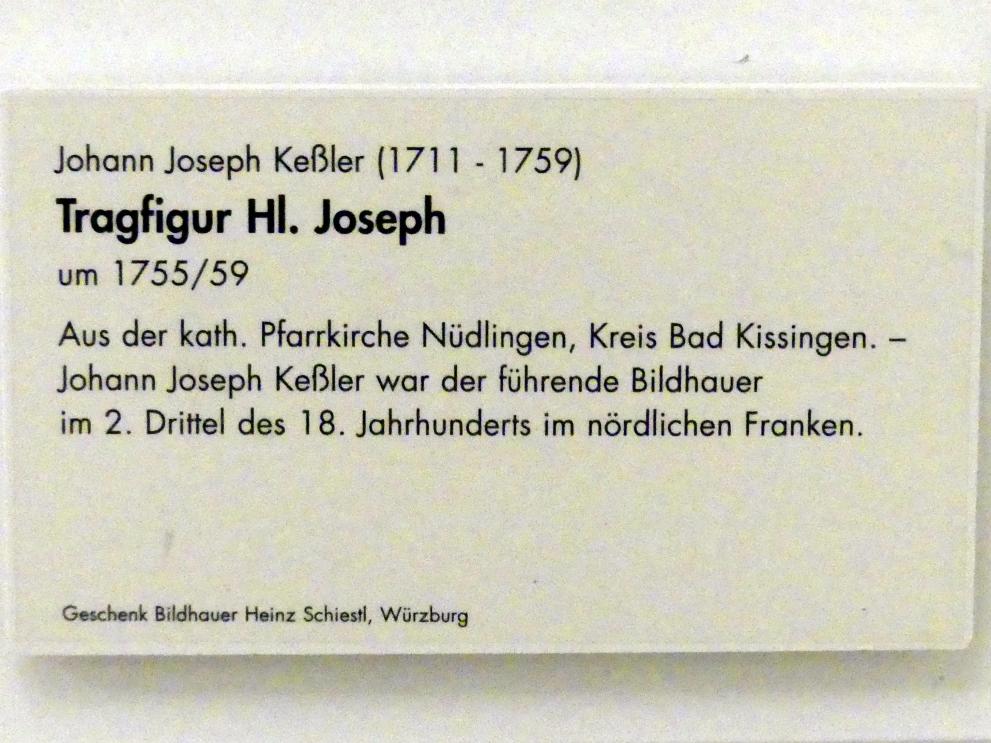 Johann Joseph Keßler (1711 - 1759)
Tragfigur Hl. Joseph
um 1755/59
Aus der kath. Pfarrkirche Nüdlingen, Kreis Bad Kissingen. –
Johann Joseph Keßler war der führende Bildhauer
im 2. Drittel des 18. Jahrhunderts im nördlichen Franken.
Geschenk Bildhauer Heinz Schiestl, Würzburg